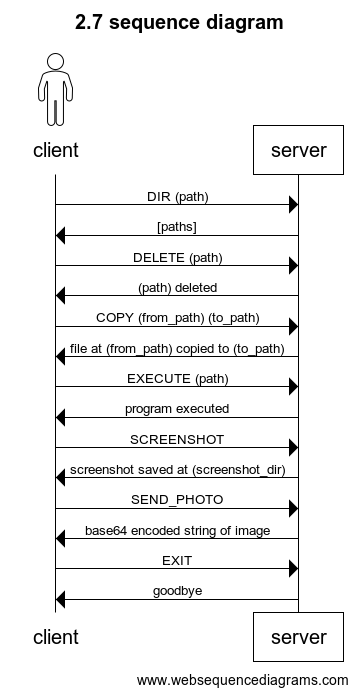 2.7 sequence diagram
client
server
DIR (path)
[paths]
DELETE (path)
(path) deleted
COPY (from_path) (to_path)
file at (from_path) copied to (to_path)
EXECUTE (path)
program executed
SCREENSHOT
screenshot saved at (screenshot_dir)
SEND_PHOTO
base64 encoded string of image
EXIT
goodbye
client
server
www.websequencediagrams.com